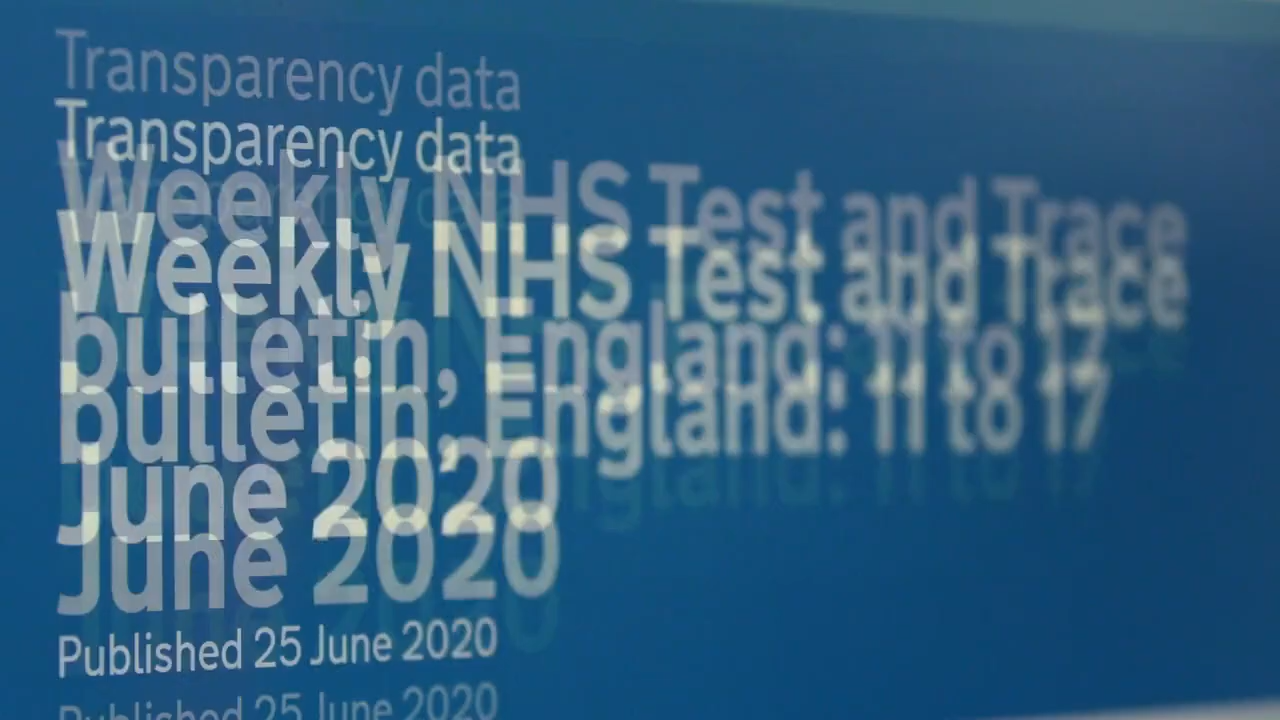 Transparency data
Transparency data
Weekly NHS Test and Trace
Weekly NHS Test and Trace
bulletin, England: 11 to 17
bulletin, England: 11 to 17
June 2020
June 2020
Published 25 June 2020
Published 25 June 2020